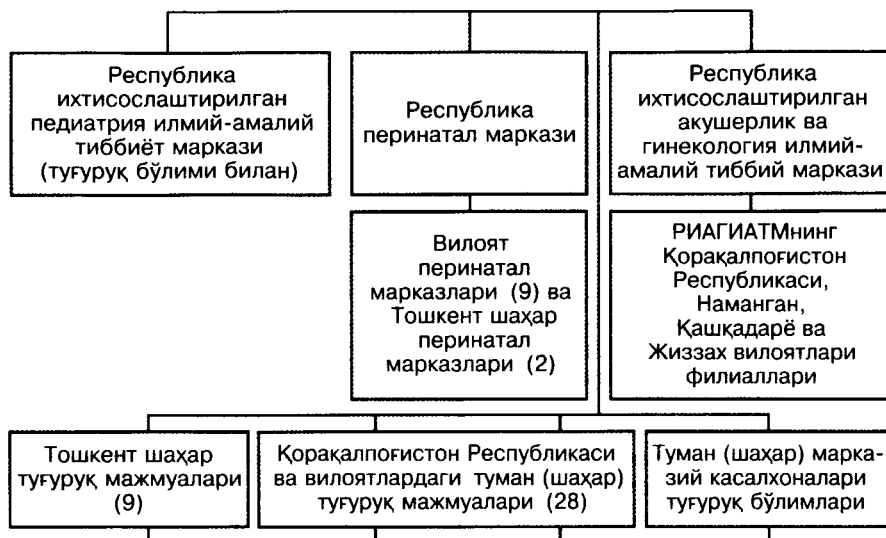 Республика
ихтисослаштирилган
педиатрия илмий-амалий
тиббиёт маркази
(туғуруқ бўлими билан)
Республика
перинатал маркази
Республика
ихтисослаштирилган
акушерлик ва
гинекология илмий-
амалий тиббий маркази
Вилоят
перинатал
марказлари (9) ва
Тошкент шаҳар
перинатал
марказлари (2)
РИАГИАТМнинг
Қорақалпоғистон
Республикаси,
Наманган,
Қашқадарё ва
Жиззах вилоятлари
филиаллари
Тошкент шаҳар
туғуруқ мажмуалари
(9)
Қорақалпоғистон Республикаси
ва вилоятлардаги туман (шаҳар)
туғуруқ мажмуалари (28)
Туман (шаҳар) марка-
зий касалхоналари
туғуруқ бўлимлари